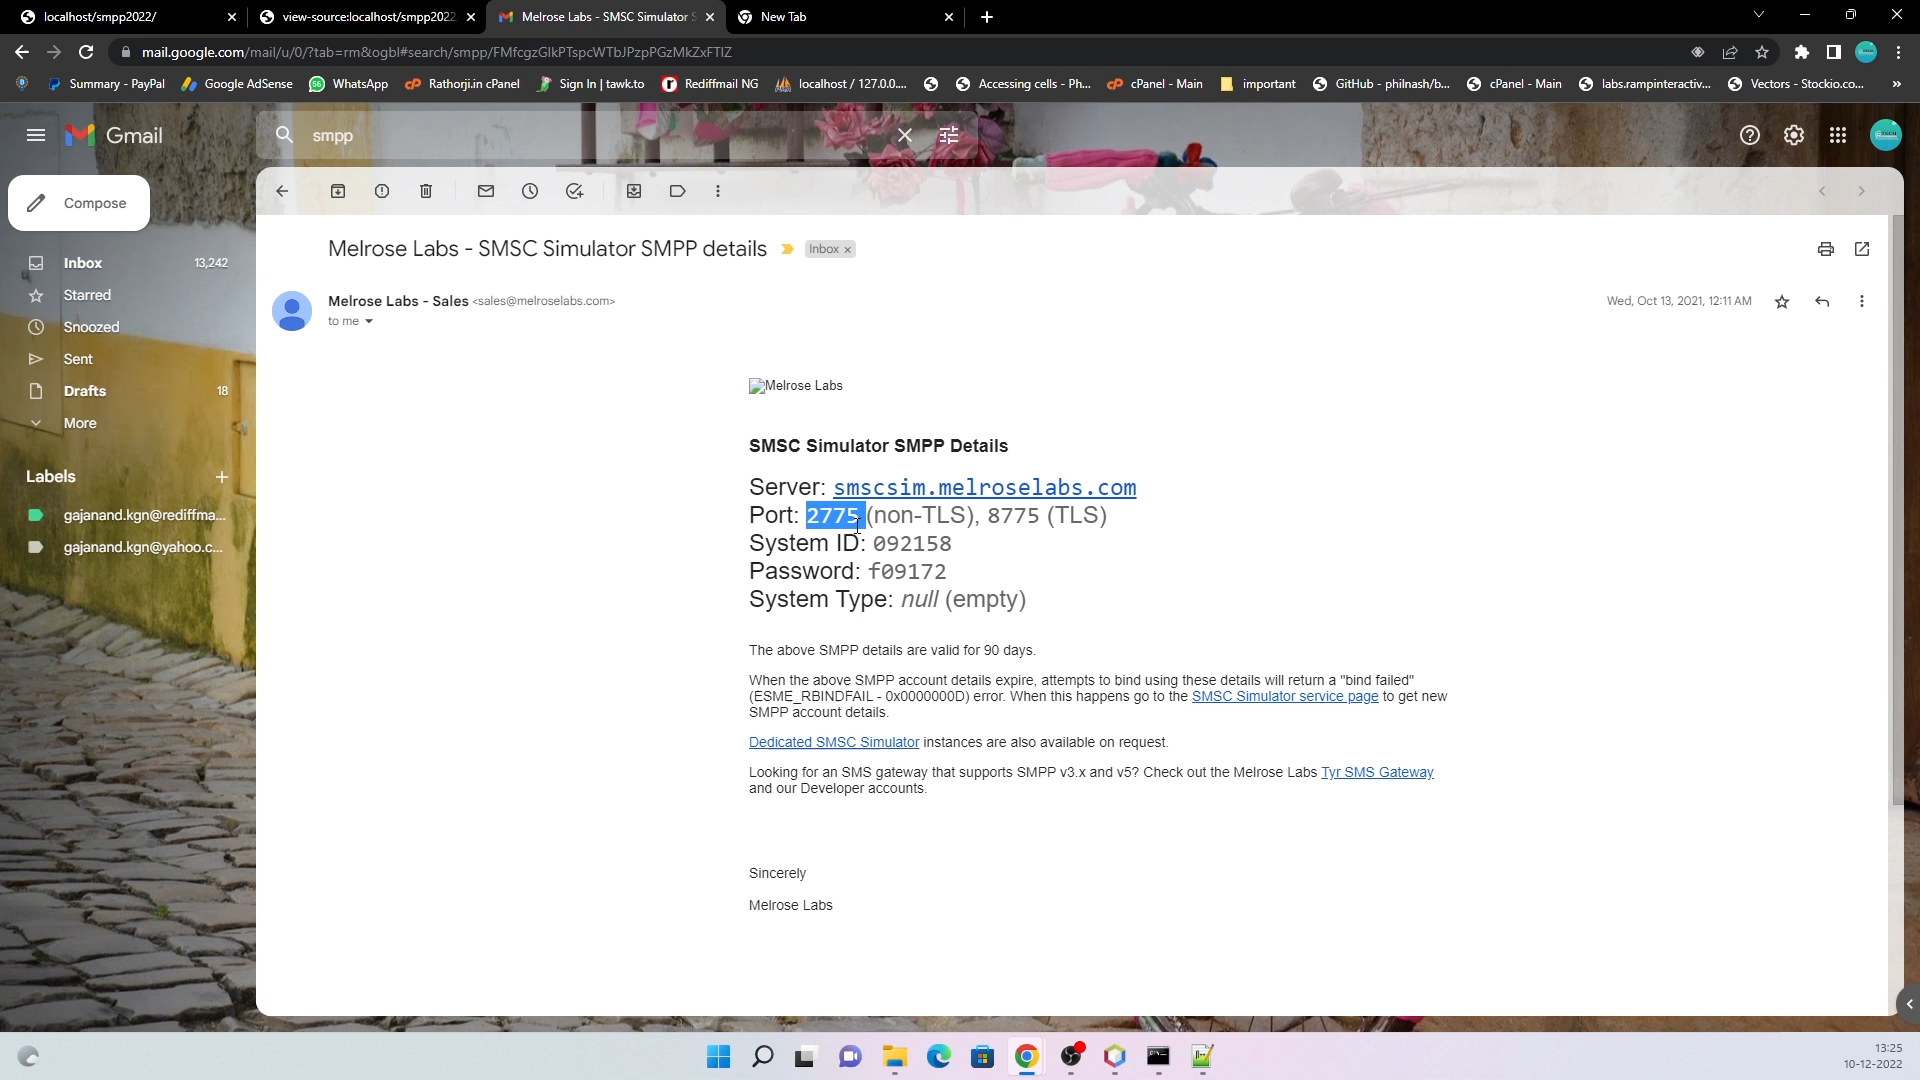 localhost/smpp2022/
view-source:localhost/smpp2022
Melrose Labs - SMSC Simulator S
New Tab
mail.google.com/mail/u/0/?tab=rm&ogbl#search/smpp/FMfcgzGlkPTspcWTbJPzpPGzMkZxFTlZ
Summary - PayPal
Google AdSense
WhatsApp
Rathorji.in cPanel
Sign In | tawk.to
Rediffmail NG
localhost / 127.0.0....
Accessing cells - Ph...
cPanel - Main
important
GitHub - philnash/b...
cPanel - Main
labs.rampinteractiv...
Vectors - Stockio.co...
»
Gmail
smpp
Compose
Inbox 13,242
Starred
Snoozed
Sent
Drafts 18
More
Labels
gajanand.kgn@rediffma...
gajanand.kgn@yahoo.c...
Melrose Labs - SMSC Simulator SMPP details
Inbox x
Melrose Labs - Sales <sales@melroselabs.com>
Wed, Oct 13, 2021, 12:11 AM
to me
Melrose Labs
SMSC Simulator SMPP Details
Server: smscsim.melroselabs.com
Port: 2775 (non-TLS), 8775 (TLS)
System ID: 092158
Password: f09172
System Type: null (empty)
The above SMPP details are valid for 90 days.
When the above SMPP account details expire, attempts to bind using these details will return a "bind failed"
(ESME_RBINDFAIL - 0x0000000D) error. When this happens go to the SMSC Simulator service page to get new
SMPP account details.
Dedicated SMSC Simulator instances are also available on request.
Looking for an SMS gateway that supports SMPP v3.x and v5? Check out the Melrose Labs Tyr SMS Gateway
and our Developer accounts.
Sincerely
Melrose Labs
13:25
10-12-2022